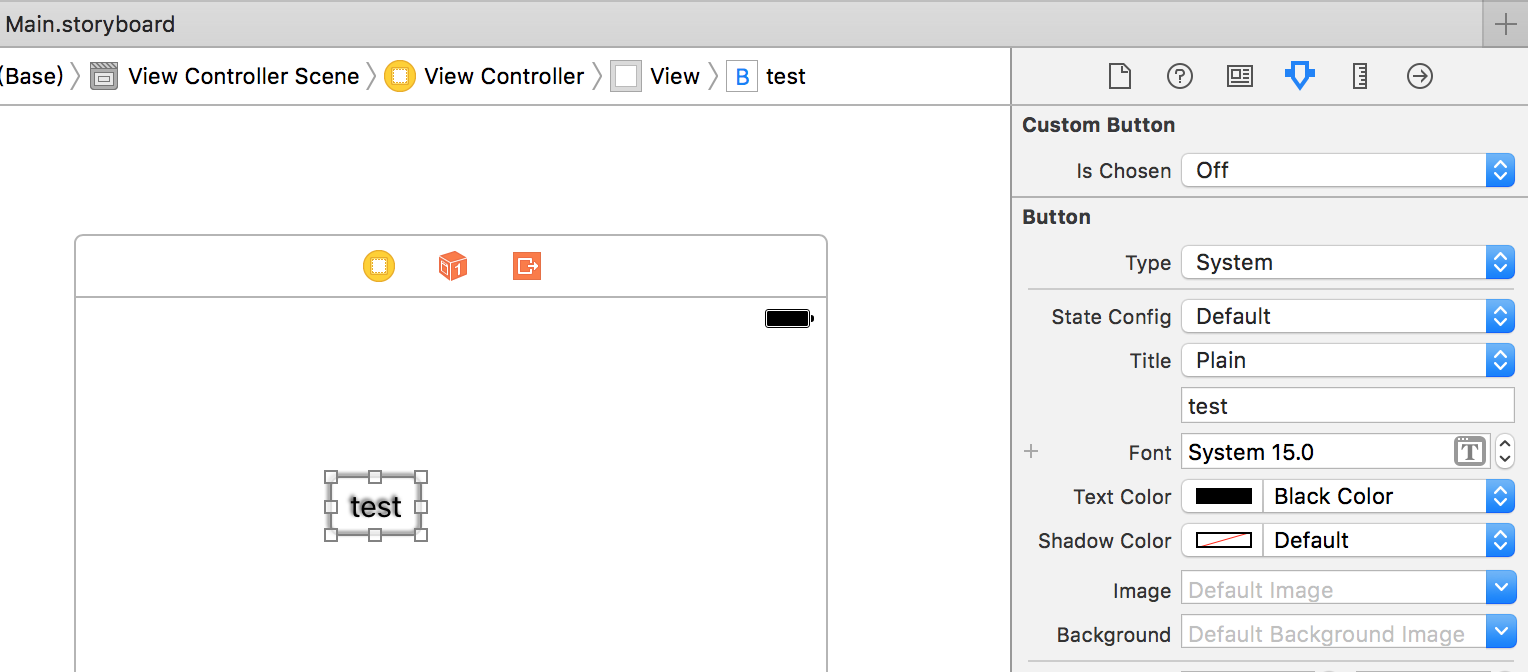 Main.storyboard
(Base) View Controller Scene View Controller View B test
Custom Button
Is Chosen Off
Button
Type System
State Config Default
Title Plain
test
Font System 15.0 T
Text Color Black Color
Shadow Color Default
Image Default Image
Background Default Background Image
1
test